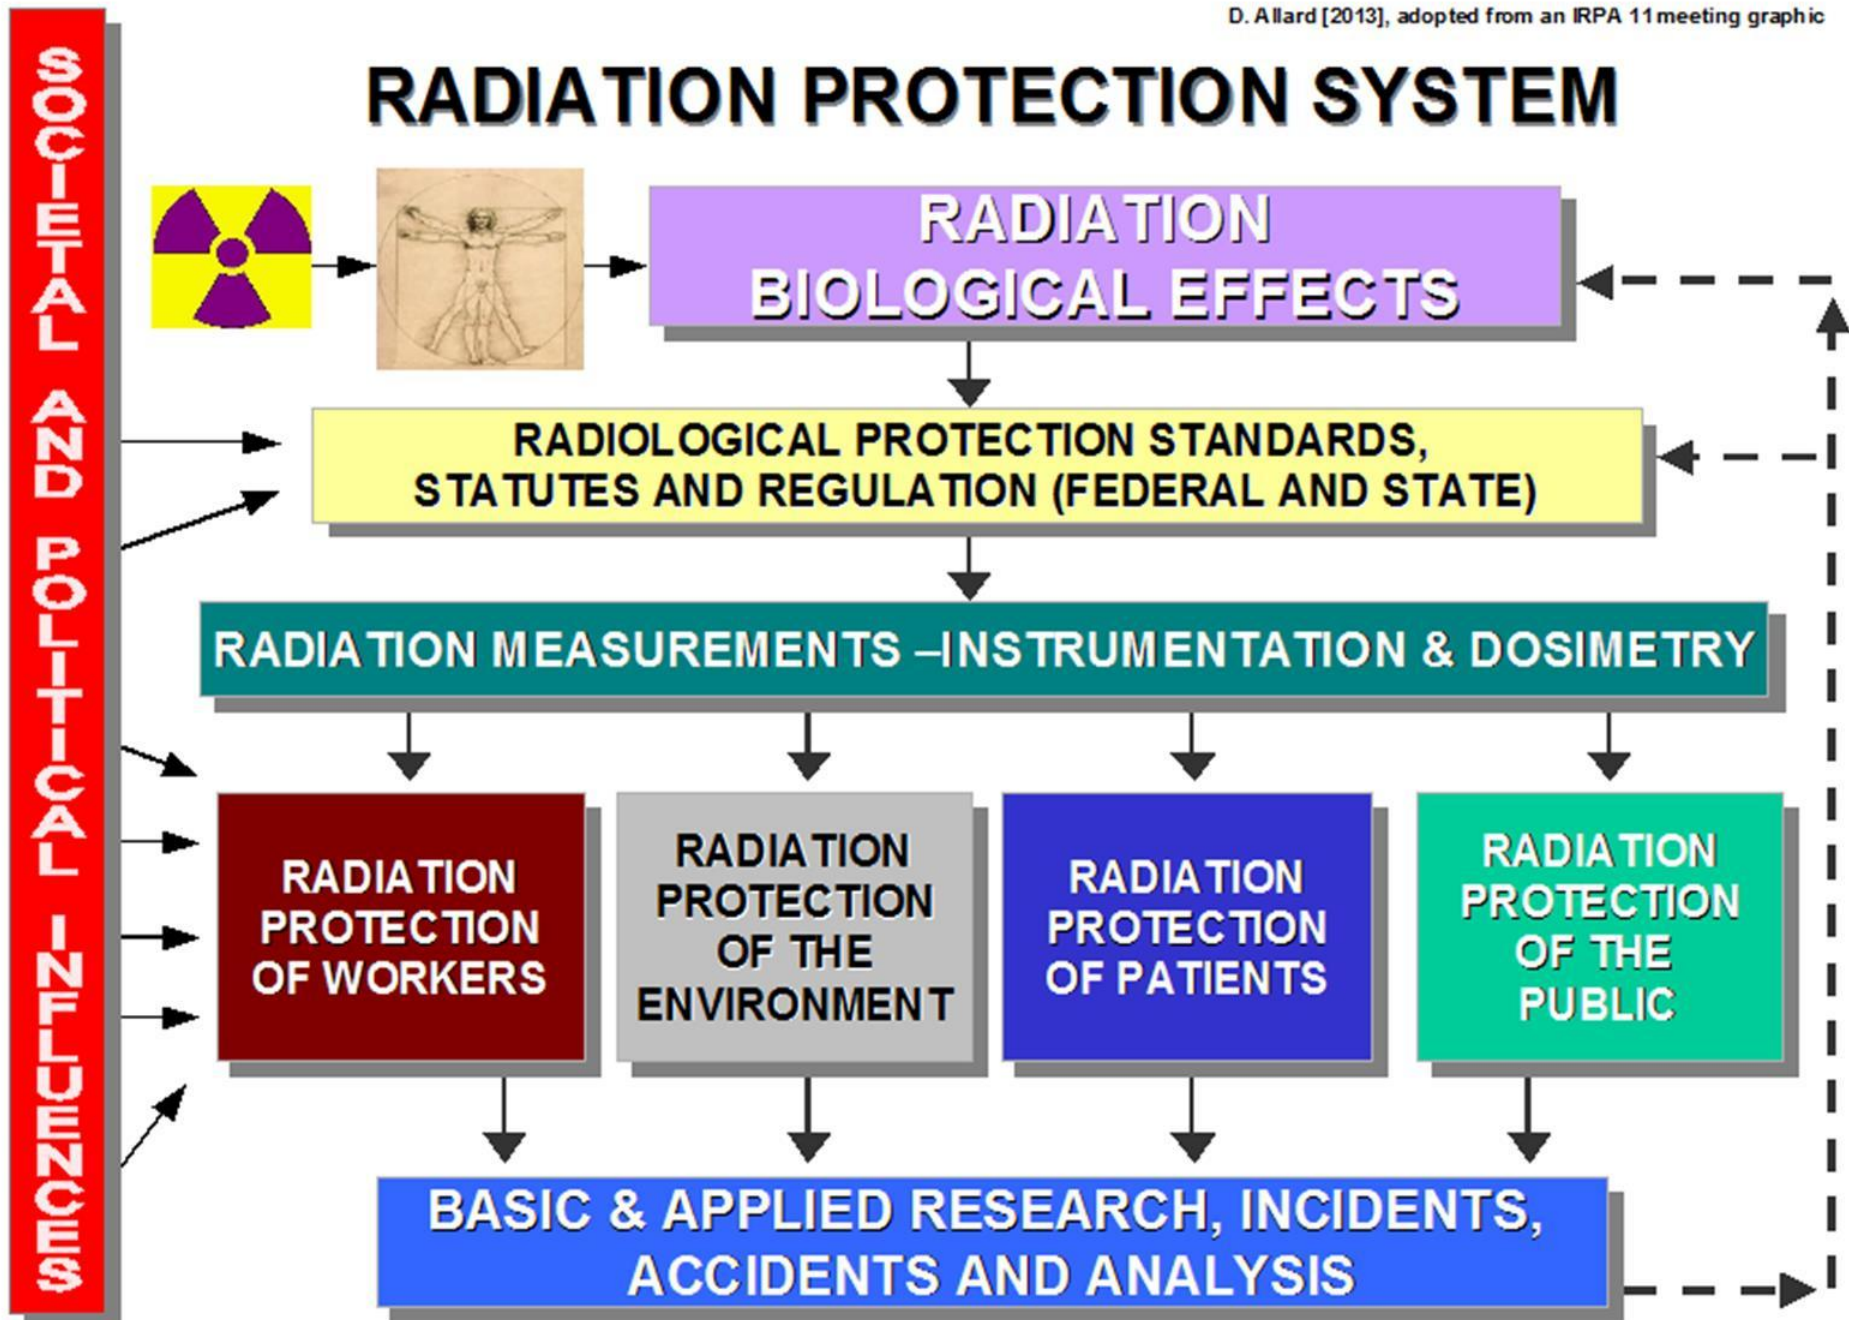 D. Allard [2013], adopted from an IRPA 11 meeting graphic
RADIATION PROTECTION SYSTEM
SOCIETAL AND POLITICAL INFLUENCES
RADIATION
BIOLOGICAL EFFECTS
RADIOLOGICAL PROTECTION STANDARDS,
STATUTES AND REGULATION (FEDERAL AND STATE)
RADIATION MEASUREMENTS –INSTRUMENTATION & DOSIMETRY
RADIATION
PROTECTION
OF WORKERS
RADIATION
PROTECTION
OF THE
ENVIRONMENT
RADIATION
PROTECTION
OF PATIENTS
RADIATION
PROTECTION
OF THE
PUBLIC
BASIC & APPLIED RESEARCH, INCIDENTS,
ACCIDENTS AND ANALYSIS